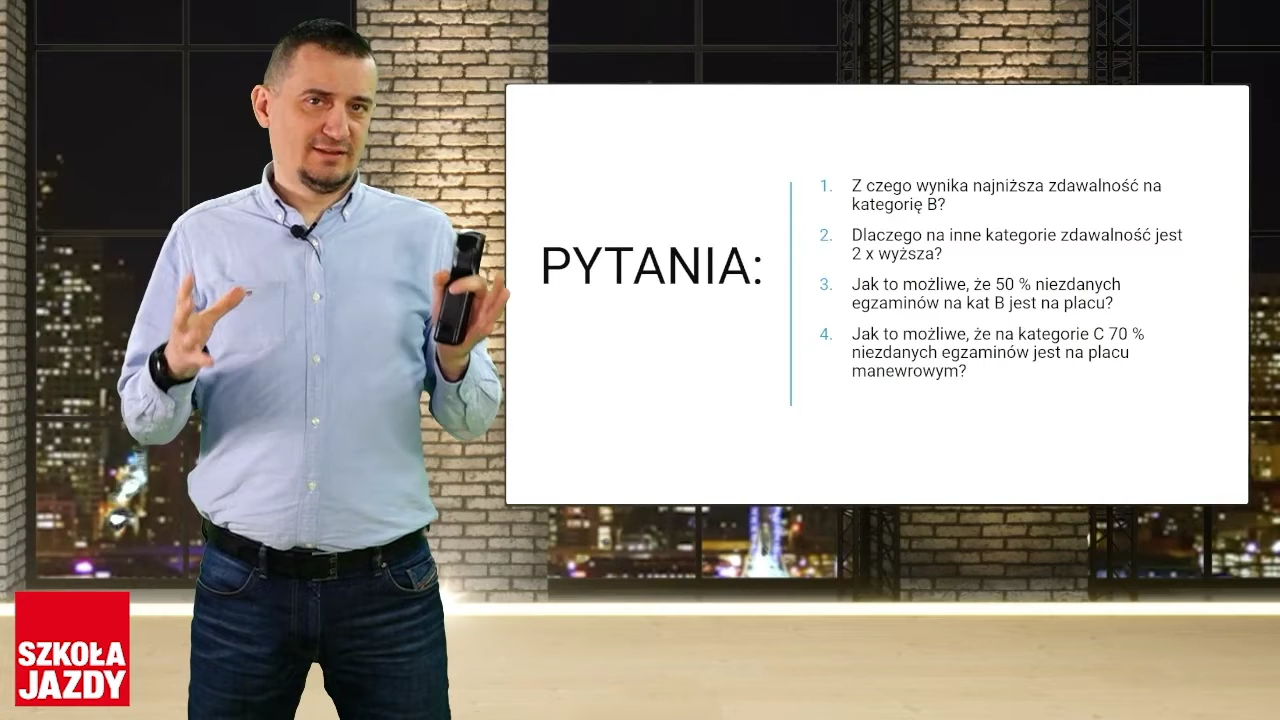 PYTANIA:
1. Z czego wynika najniższa zdawalność na
kategorię B?
2. Dlaczego na inne kategorie zdawalność jest
2 x wyższa?
3. Jak to możliwe, że 50 % niezdanych
egzaminów na kat B jest na placu?
4. Jak to możliwe, że na kategorie C 70 %
niezdanych egzaminów jest na placu
manewrowym?
SZKOŁA
JAZDY